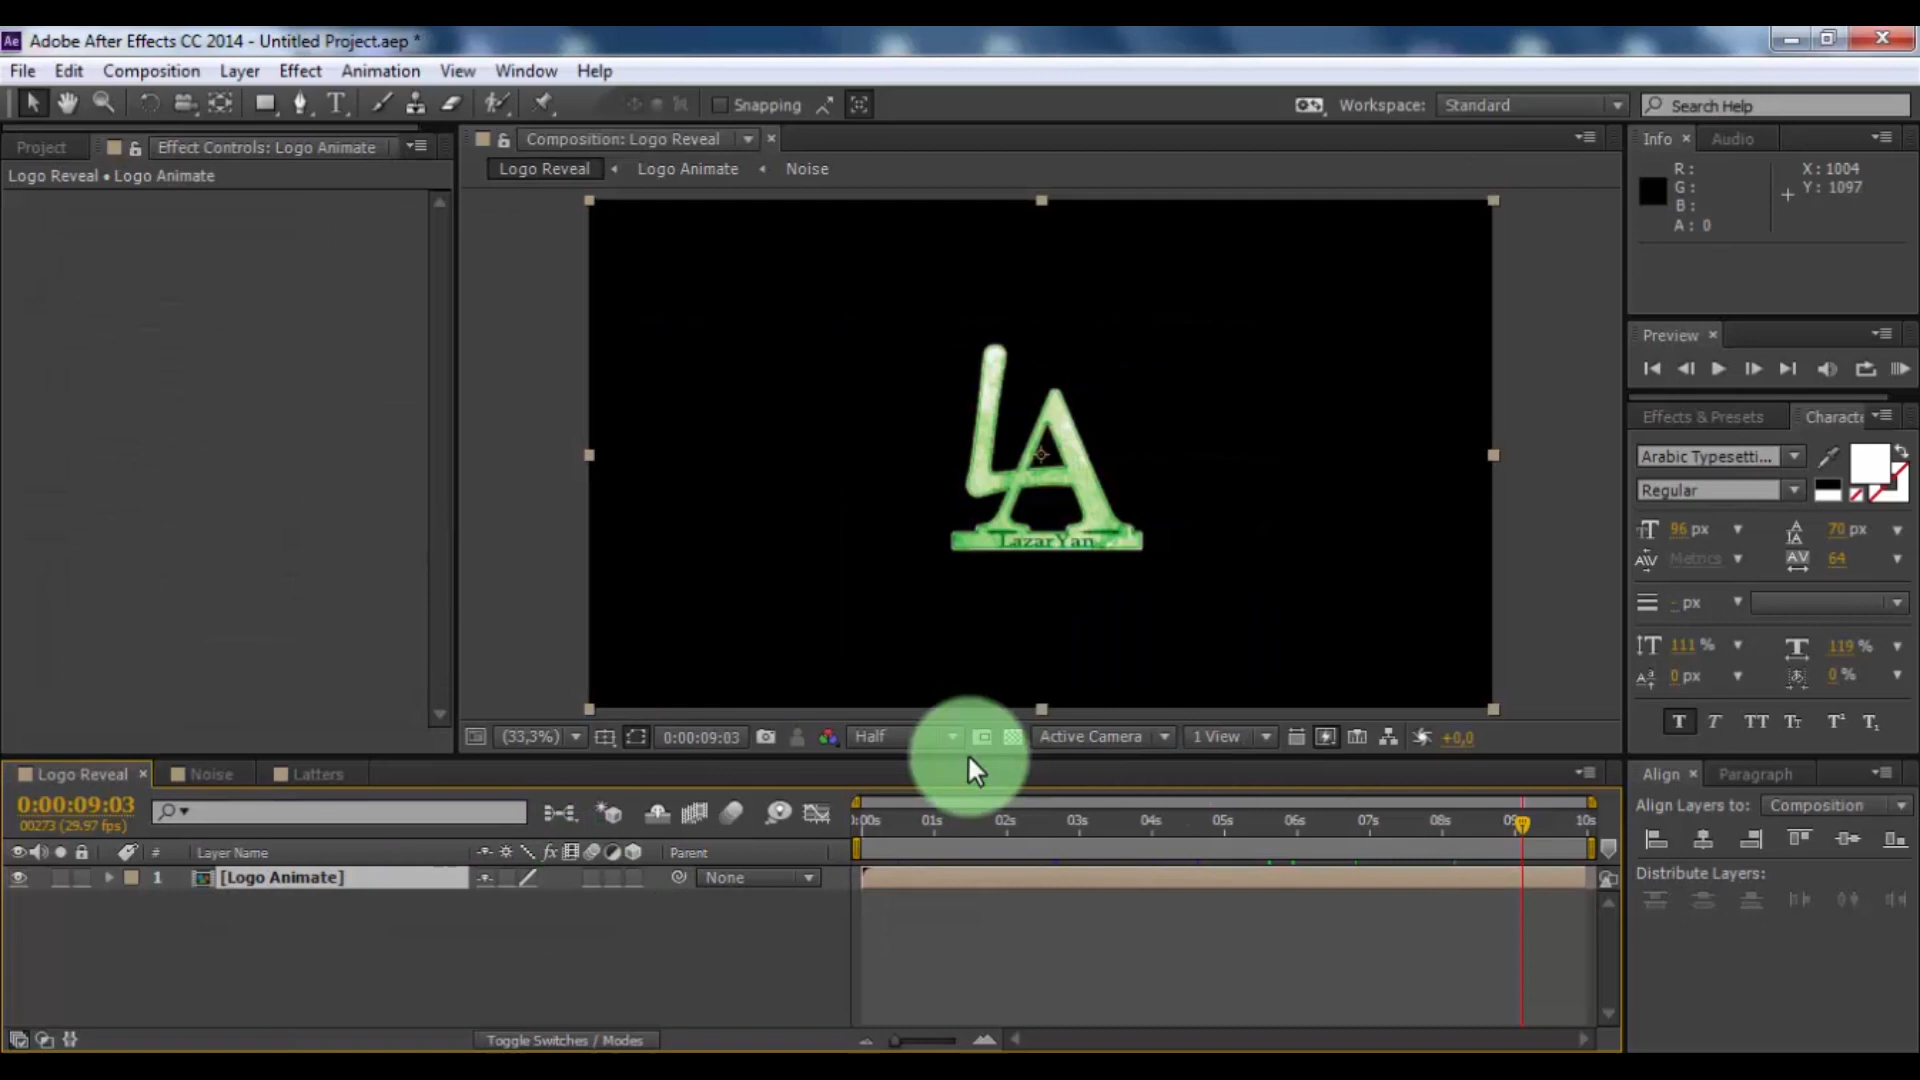 Ae Adobe After Effects CC 2014 - Untitled Project.aep *
File Edit Composition Layer Effect Animation View Window Help
Snapping
Workspace: Standard
Search Help
Project
Effect Controls: Logo Animate
Logo Reveal • Logo Animate
Composition: Logo Reveal
Logo Reveal
Logo Animate
Noise
LA
LazarYan
(33,3%)
0:00:09:03
Half
Active Camera
1 View
+0,0
Info
Audio
R:
G:
B:
A: 0
X: 1004
Y: 1097
Preview
Effects & Presets
Characte
Arabic Typesetti...
Regular
96 px
70 px
Metrics
64
- px
111 %
119 %
0 px
0 %
Logo Reveal
Noise
Latters
0:00:09:03
00273 (29.97 fps)
# Layer Name
Parent
1 [Logo Animate]
None
:00s 01s 02s 03s 04s 05s 06s 07s 08s 09s 10s
Toggle Switches / Modes
Align
Paragraph
Align Layers to: Composition
Distribute Layers: